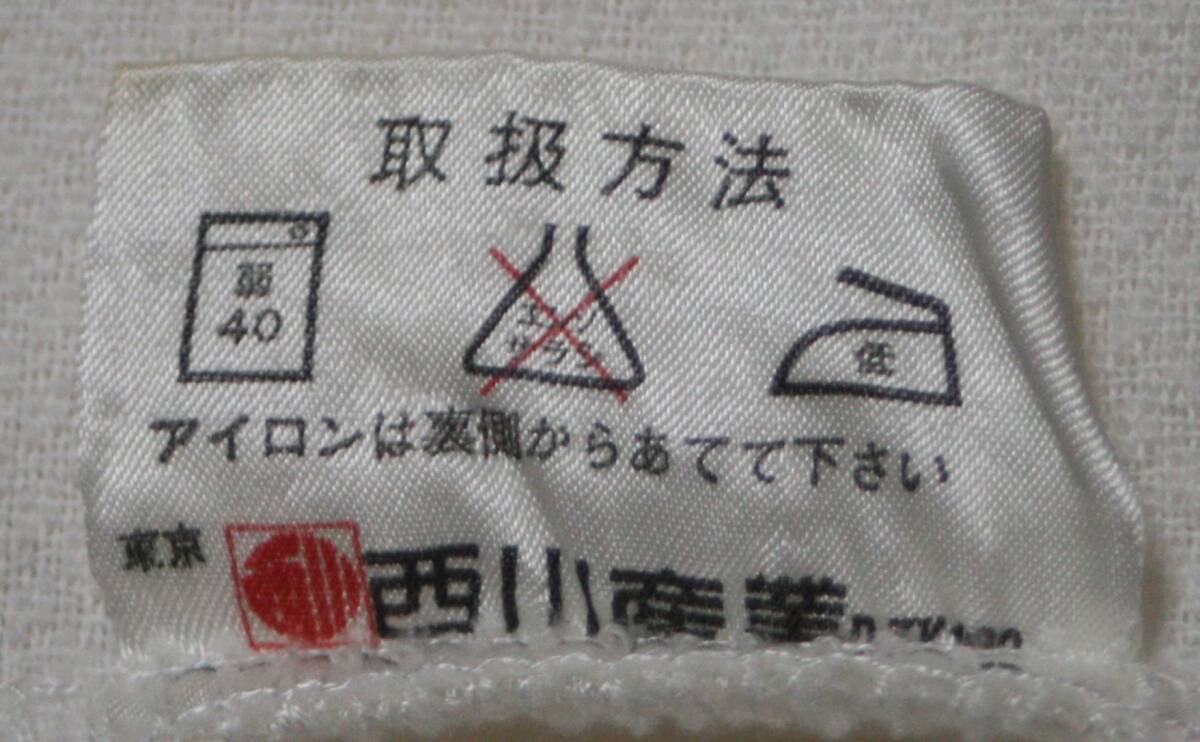 取扱方法
弱
40
エンソ
サラシ
低
アイロンは裏側からあてて下さい
東京 西川産業